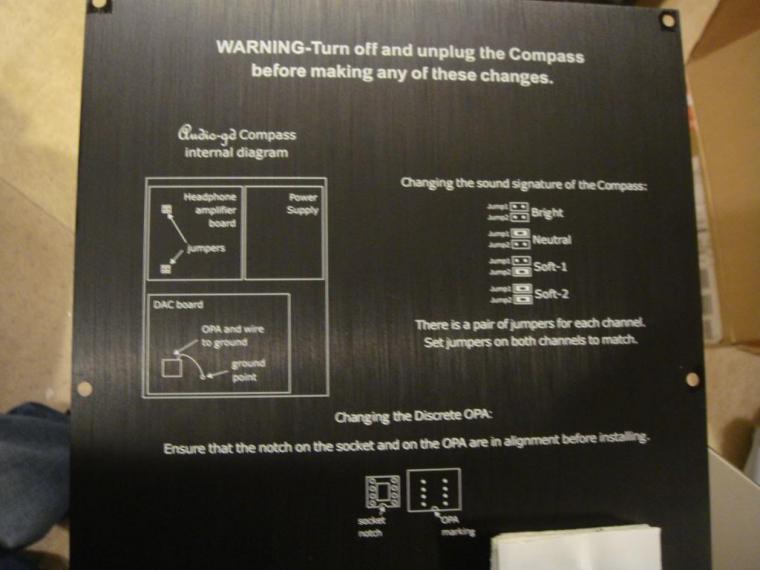 WARNING-Turn off and unplug the Compass
before making any of these changes.
Audio-gd Compass
internal diagram
Headphone
amplifier
board
Power
Supply
jumpers
DAC board
OPA and wire
to ground
ground
point
Changing the sound signature of the Compass:
Jump1
Jump2
Bright
Jump1
Jump2
Neutral
Jump1
Jump2
Soft-1
Jump1
Jump2
Soft-2
There is a pair of jumpers for each channel.
Set jumpers on both channels to match.
Changing the Discrete OPA:
Ensure that the notch on the socket and on the OPA are in alignment before installing.
socket
notch
OPA
marking